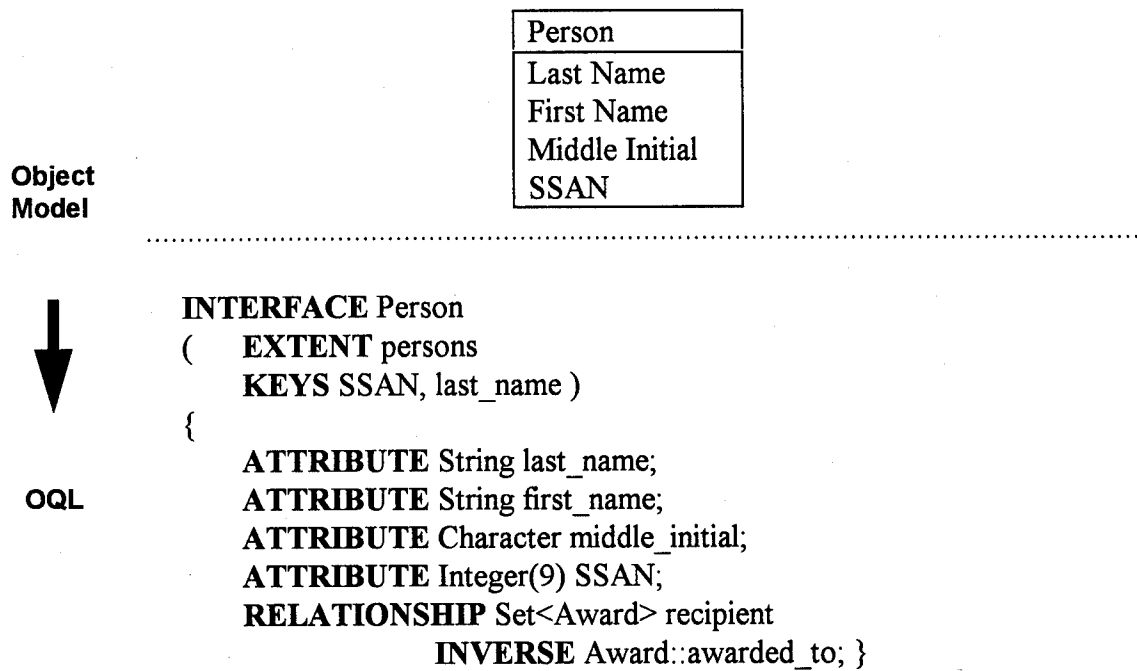 Person
Last Name
First Name
Middle Initial
SSAN
Object
Model
INTERFACE Person
( EXTENT persons
KEYS SSAN, last_name )
{
OQL
ATTRIBUTE String last_name;
ATTRIBUTE String first_name;
ATTRIBUTE Character middle_initial;
ATTRIBUTE Integer(9) SSAN;
RELATIONSHIP Set<Award> recipient
INVERSE Award::awarded_to; }